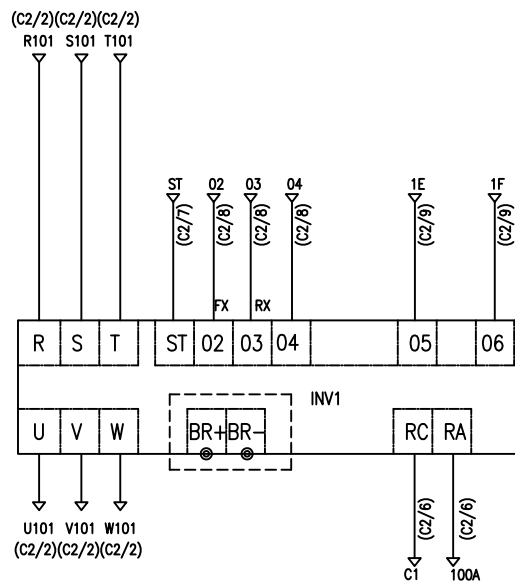 (C2/2)(C2/2)(C2/2)
R101 S101 T101
ST 02 03 04 1E 1F
(C2/7) (C2/8) (C2/8) (C2/8) (C2/9) (C2/9)
FX RX
R S T ST 02 03 04 05 06
INV1
U V W BR+ BR- RC RA
U101 V101 W101
(C2/2)(C2/2)(C2/2)
(C2/6) (C2/6)
C1 100A